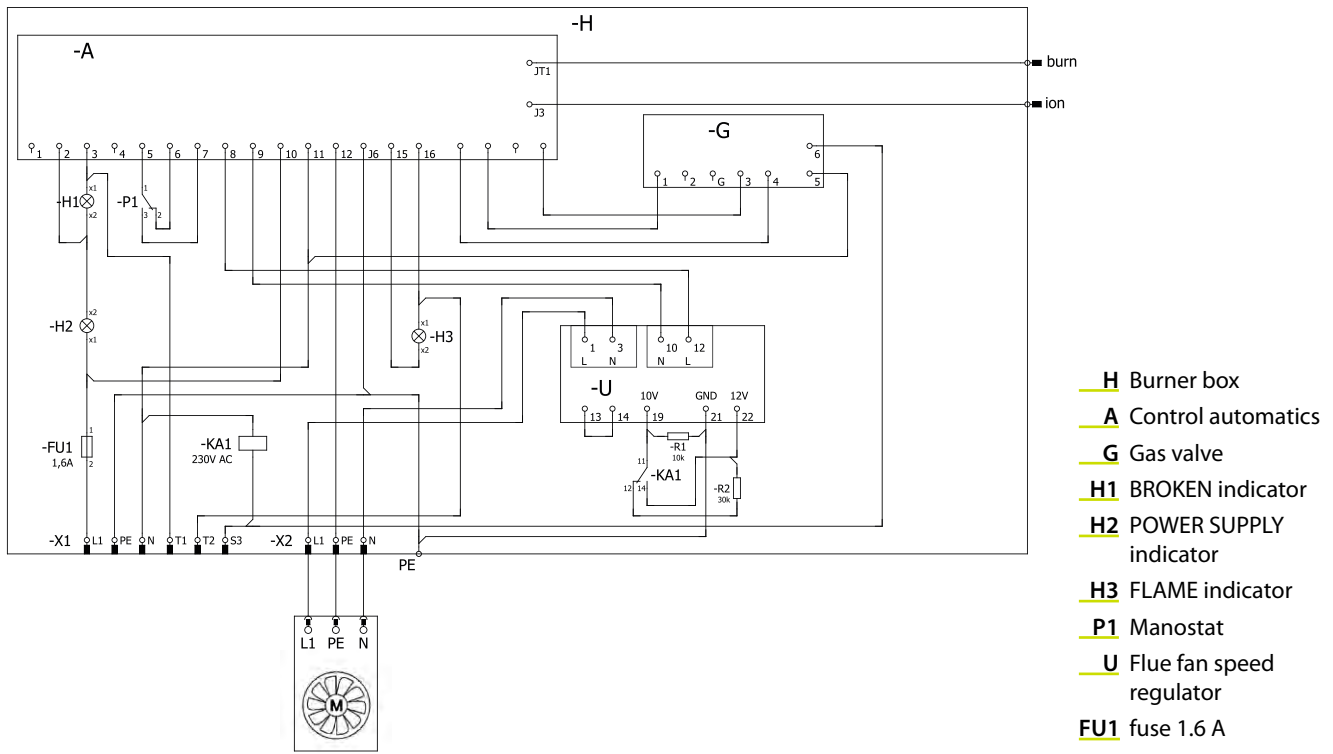 -H
-A
JT1
burn
J3
ion
-G
6
1 2 3 4 5 6 7 8 9 10 11 12 J6 15 16
1 2 G 3 4 5
x1
-H1
x2
-P1
1
3 2
x2
-H2
x1
x1
-H3
x2
1 3 10 12
L N N L
-U
10V GND 12V
13 14 19 21 22
-FU1
1,6A
1
2
-KA1
230V AC
-R1
10k
11
-KA1
12 14
-R2
30k
-X1 L1 PE N T1 T2 S3 -X2 L1 PE N
PE
L1 PE N
M
H Burner box
A Control automatics
G Gas valve
H1 BROKEN indicator
H2 POWER SUPPLY
indicator
H3 FLAME indicator
P1 Manostat
U Flue fan speed
regulator
FU1 fuse 1.6 A